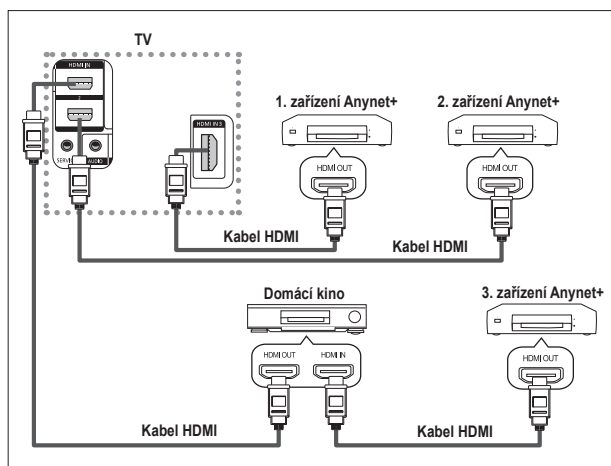 TV
HDMI IN
SERVICE
AUDIO
HDMI IN 3
1. zařízení Anynet+
2. zařízení Anynet+
HDMI OUT
HDMI OUT
Kabel HDMI
Kabel HDMI
Domácí kino
3. zařízení Anynet+
HDMI OUT
HDMI IN
HDMI OUT
Kabel HDMI
Kabel HDMI